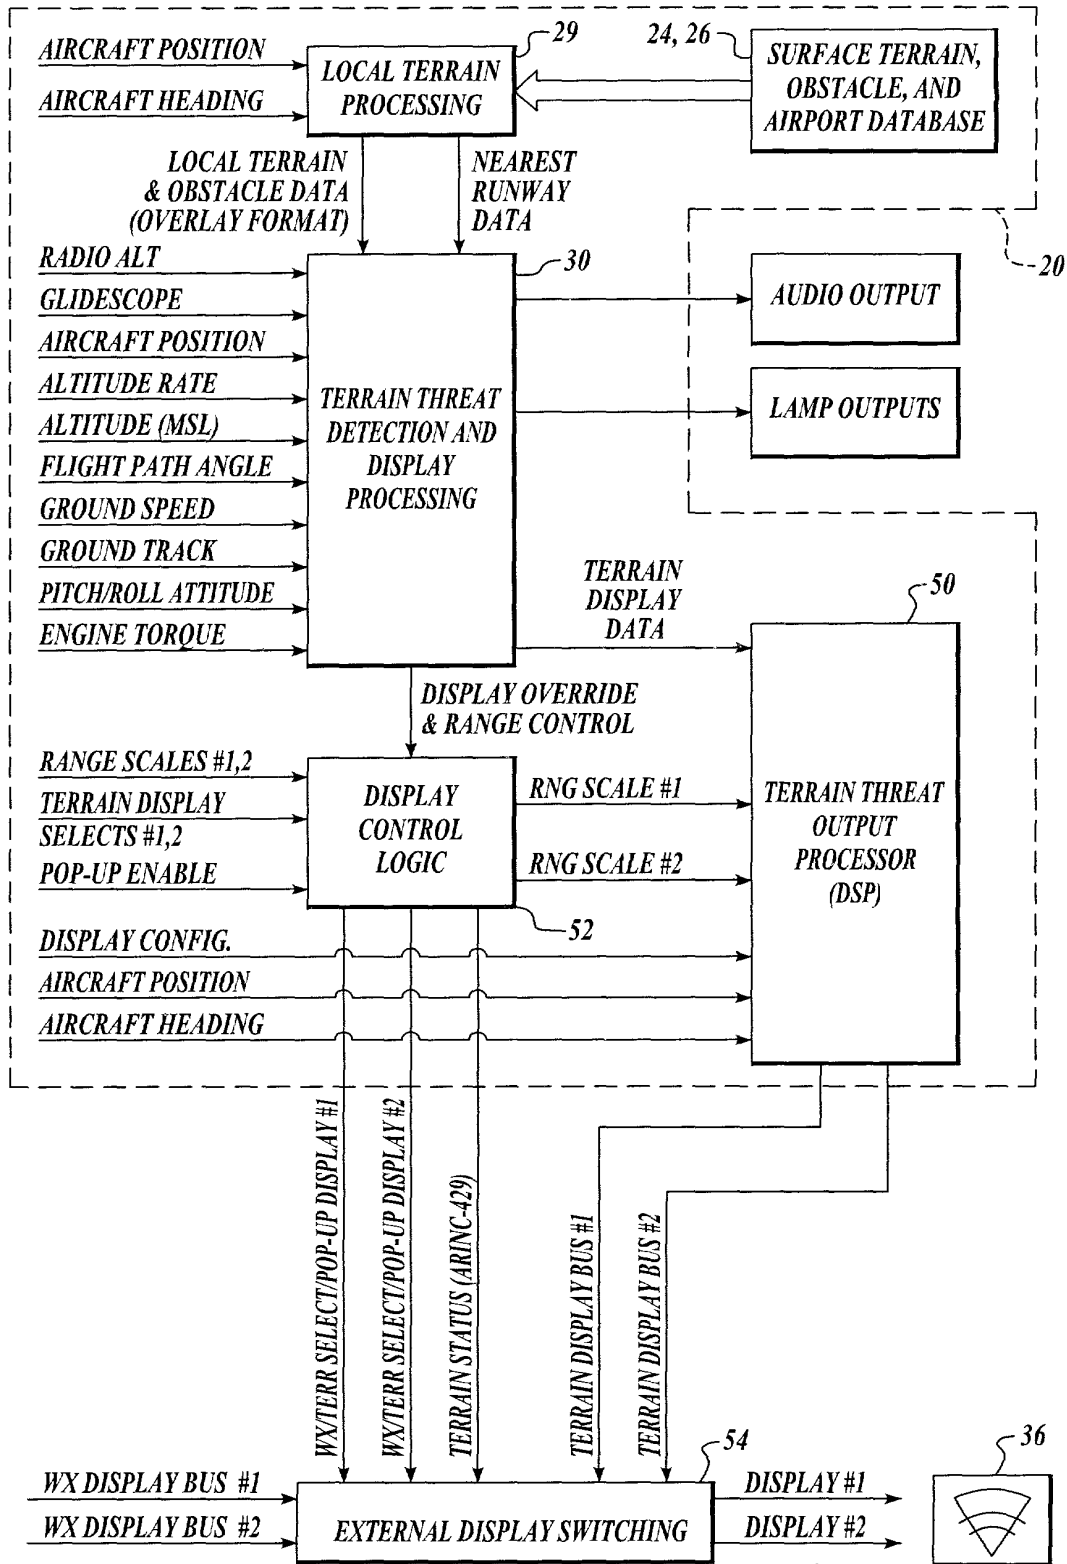 AIRCRAFT POSITION
AIRCRAFT HEADING
LOCAL TERRAIN
PROCESSING
29
24, 26
SURFACE TERRAIN,
OBSTACLE, AND
AIRPORT DATABASE
LOCAL TERRAIN
& OBSTACLE DATA
(OVERLAY FORMAT)
NEAREST
RUNWAY
DATA
20
RADIO ALT
GLIDESCOPE
AIRCRAFT POSITION
ALTITUDE RATE
ALTITUDE (MSL)
FLIGHT PATH ANGLE
GROUND SPEED
GROUND TRACK
PITCH/ROLL ATTITUDE
ENGINE TORQUE
30
TERRAIN THREAT
DETECTION AND
DISPLAY
PROCESSING
AUDIO OUTPUT
LAMP OUTPUTS
TERRAIN
DISPLAY
DATA
50
DISPLAY OVERRIDE
& RANGE CONTROL
RANGE SCALES #1,2
TERRAIN DISPLAY
SELECTS #1,2
POP-UP ENABLE
DISPLAY
CONTROL
LOGIC
RNG SCALE #1
RNG SCALE #2
52
TERRAIN THREAT
OUTPUT
PROCESSOR
(DSP)
DISPLAY CONFIG.
AIRCRAFT POSITION
AIRCRAFT HEADING
WX/TERR SELECT/POP-UP DISPLAY #1
WX/TERR SELECT/POP-UP DISPLAY #2
TERRAIN STATUS (ARINC-429)
TERRAIN DISPLAY BUS #1
TERRAIN DISPLAY BUS #2
WX DISPLAY BUS #1
WX DISPLAY BUS #2
EXTERNAL DISPLAY SWITCHING
54
DISPLAY #1
DISPLAY #2
36